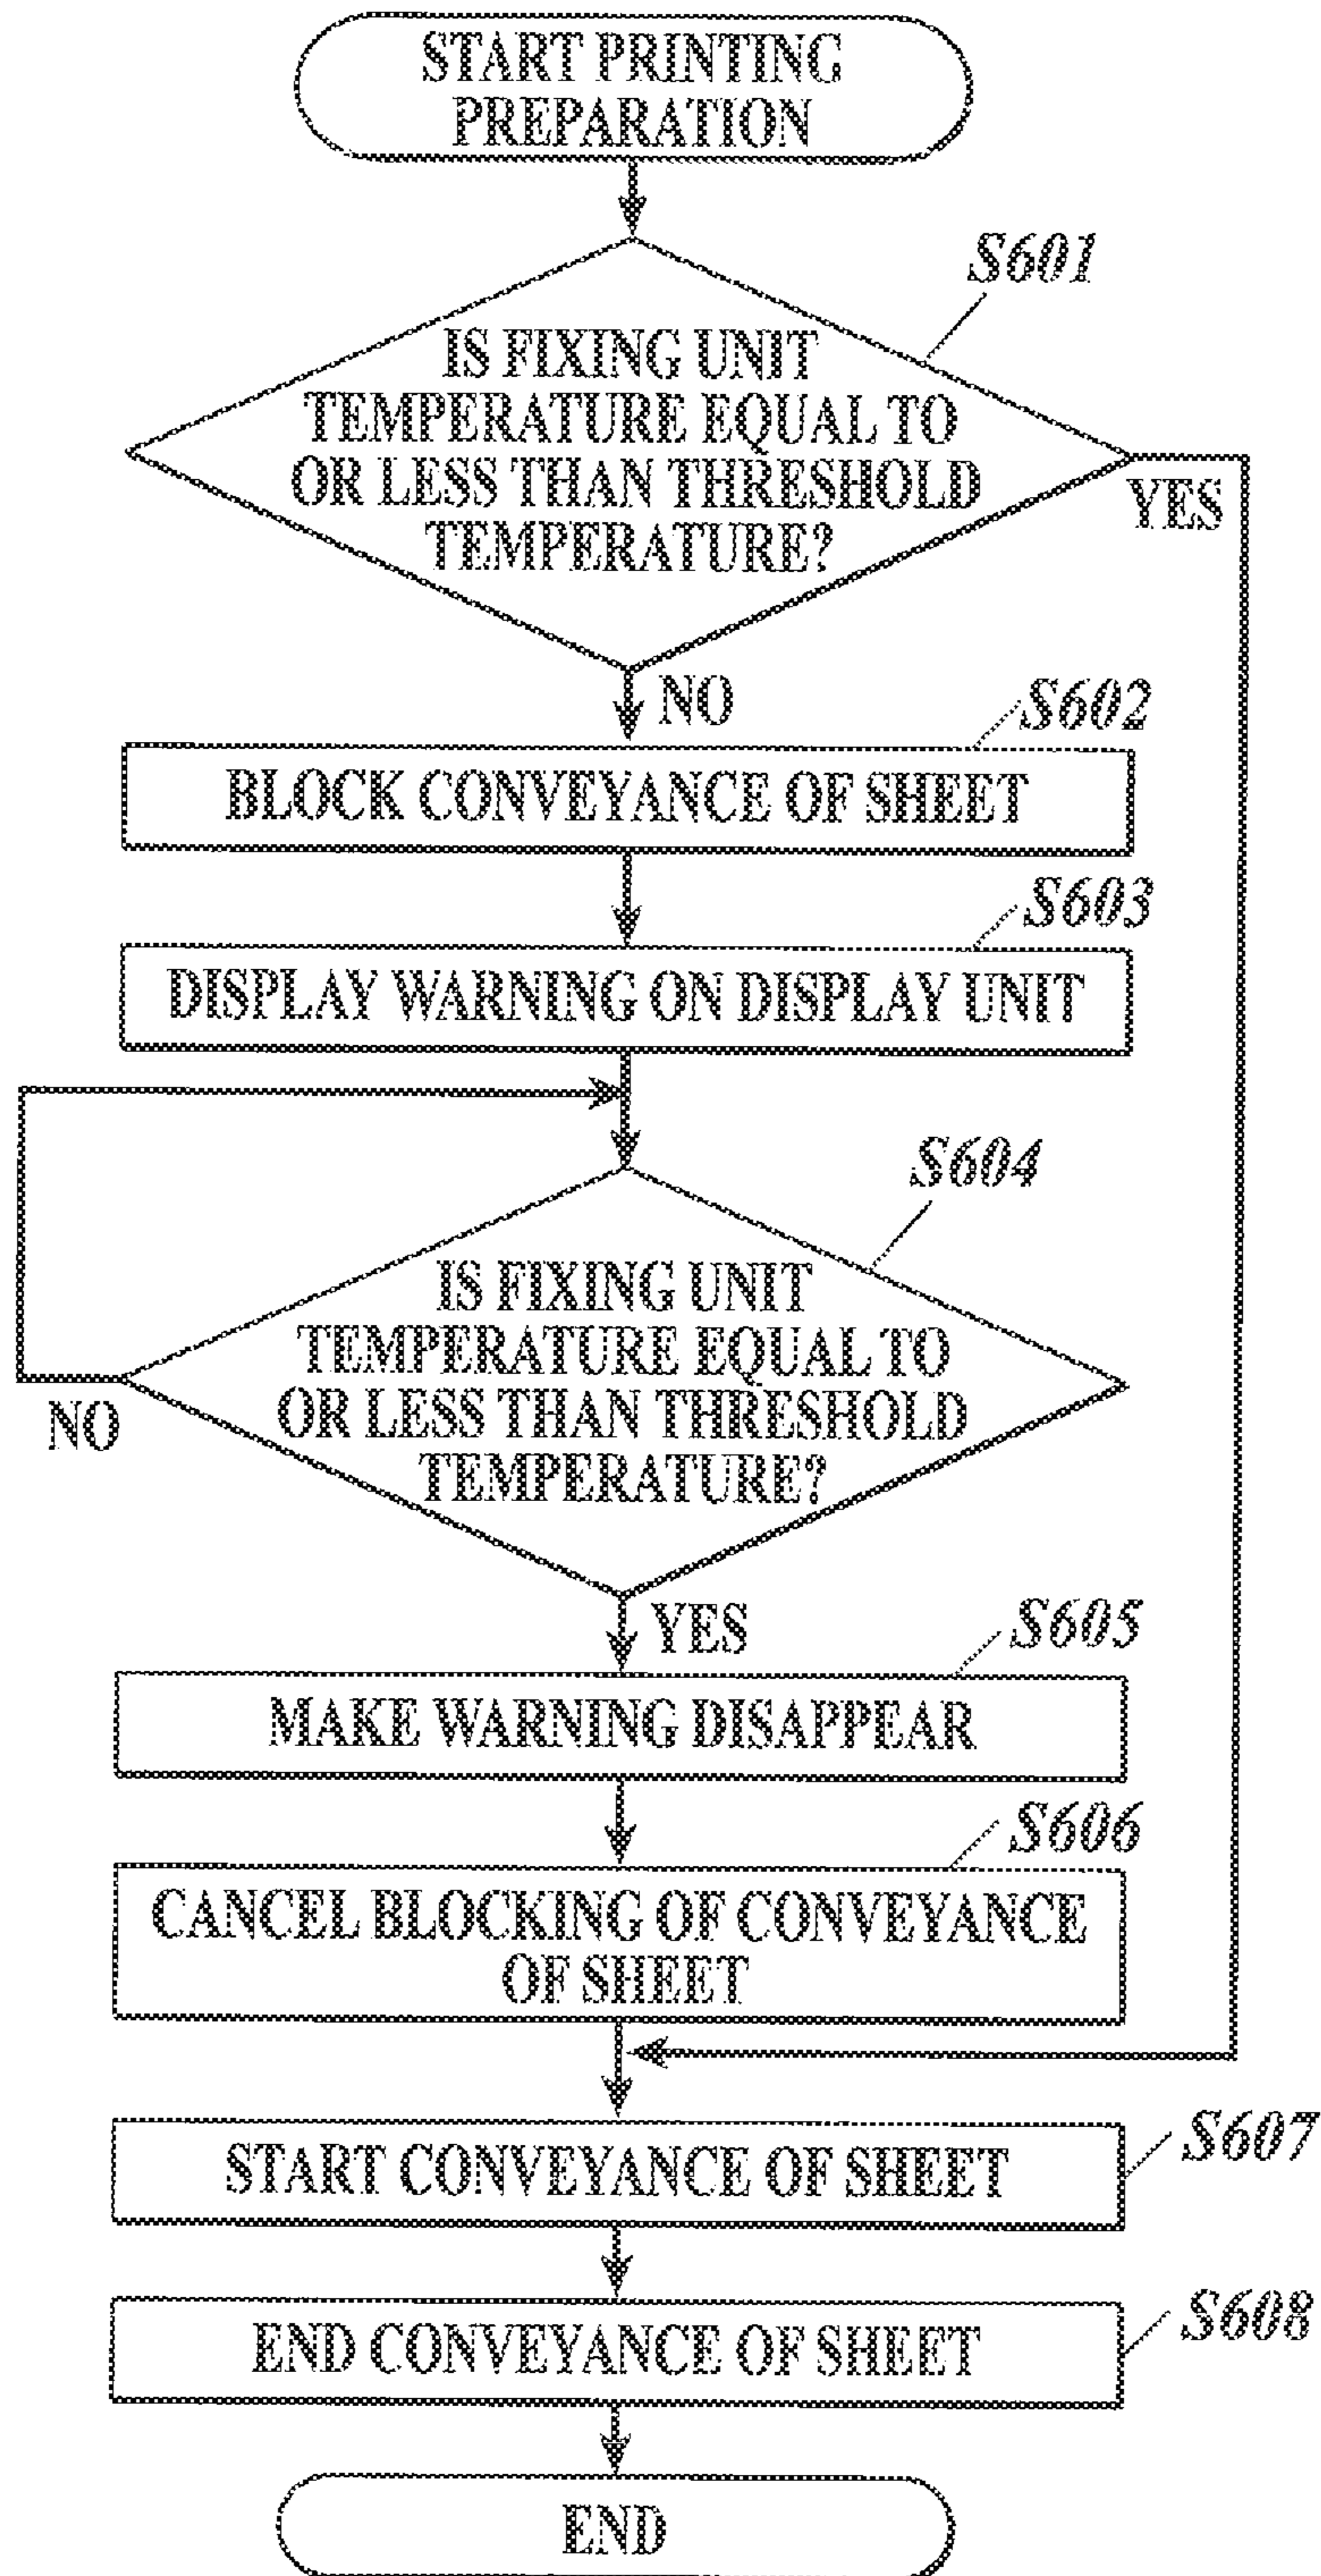 START PRINTING
PREPARATION
S601
IS FIXING UNIT
TEMPERATURE EQUAL TO
OR LESS THAN THRESHOLD
TEMPERATURE?
YES
NO
S602
BLOCK CONVEYANCE OF SHEET
S603
DISPLAY WARNING ON DISPLAY UNIT
S604
IS FIXING UNIT
TEMPERATURE EQUAL TO
OR LESS THAN THRESHOLD
TEMPERATURE?
NO
YES
S605
MAKE WARNING DISAPPEAR
S606
CANCEL BLOCKING OF CONVEYANCE
OF SHEET
S607
START CONVEYANCE OF SHEET
S608
END CONVEYANCE OF SHEET
END